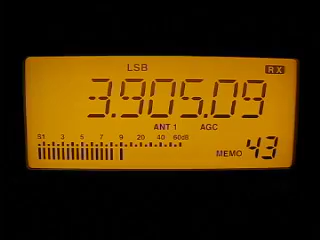 LSB RX
3.905.09
ANT 1 AGC
S1 3 5 7 9 20 40 60dB
MEMO 43